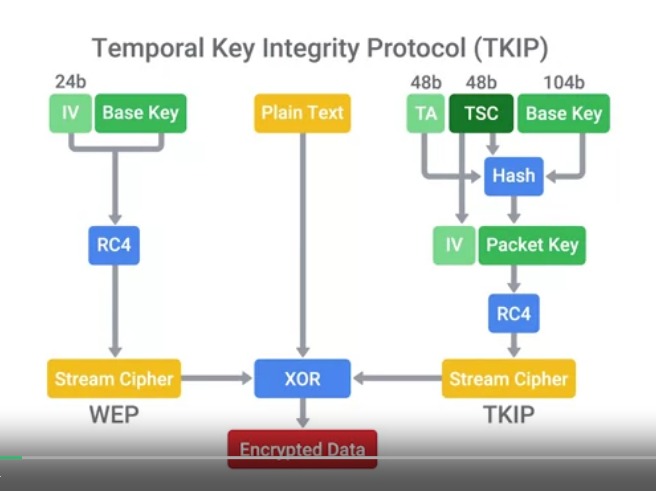 Temporal Key Integrity Protocol (TKIP)
24b
IV Base Key
Plain Text
48b 48b 104b
TA TSC Base Key
Hash
RC4
IV Packet Key
RC4
Stream Cipher
XOR
Stream Cipher
WEP
TKIP
Encrypted Data